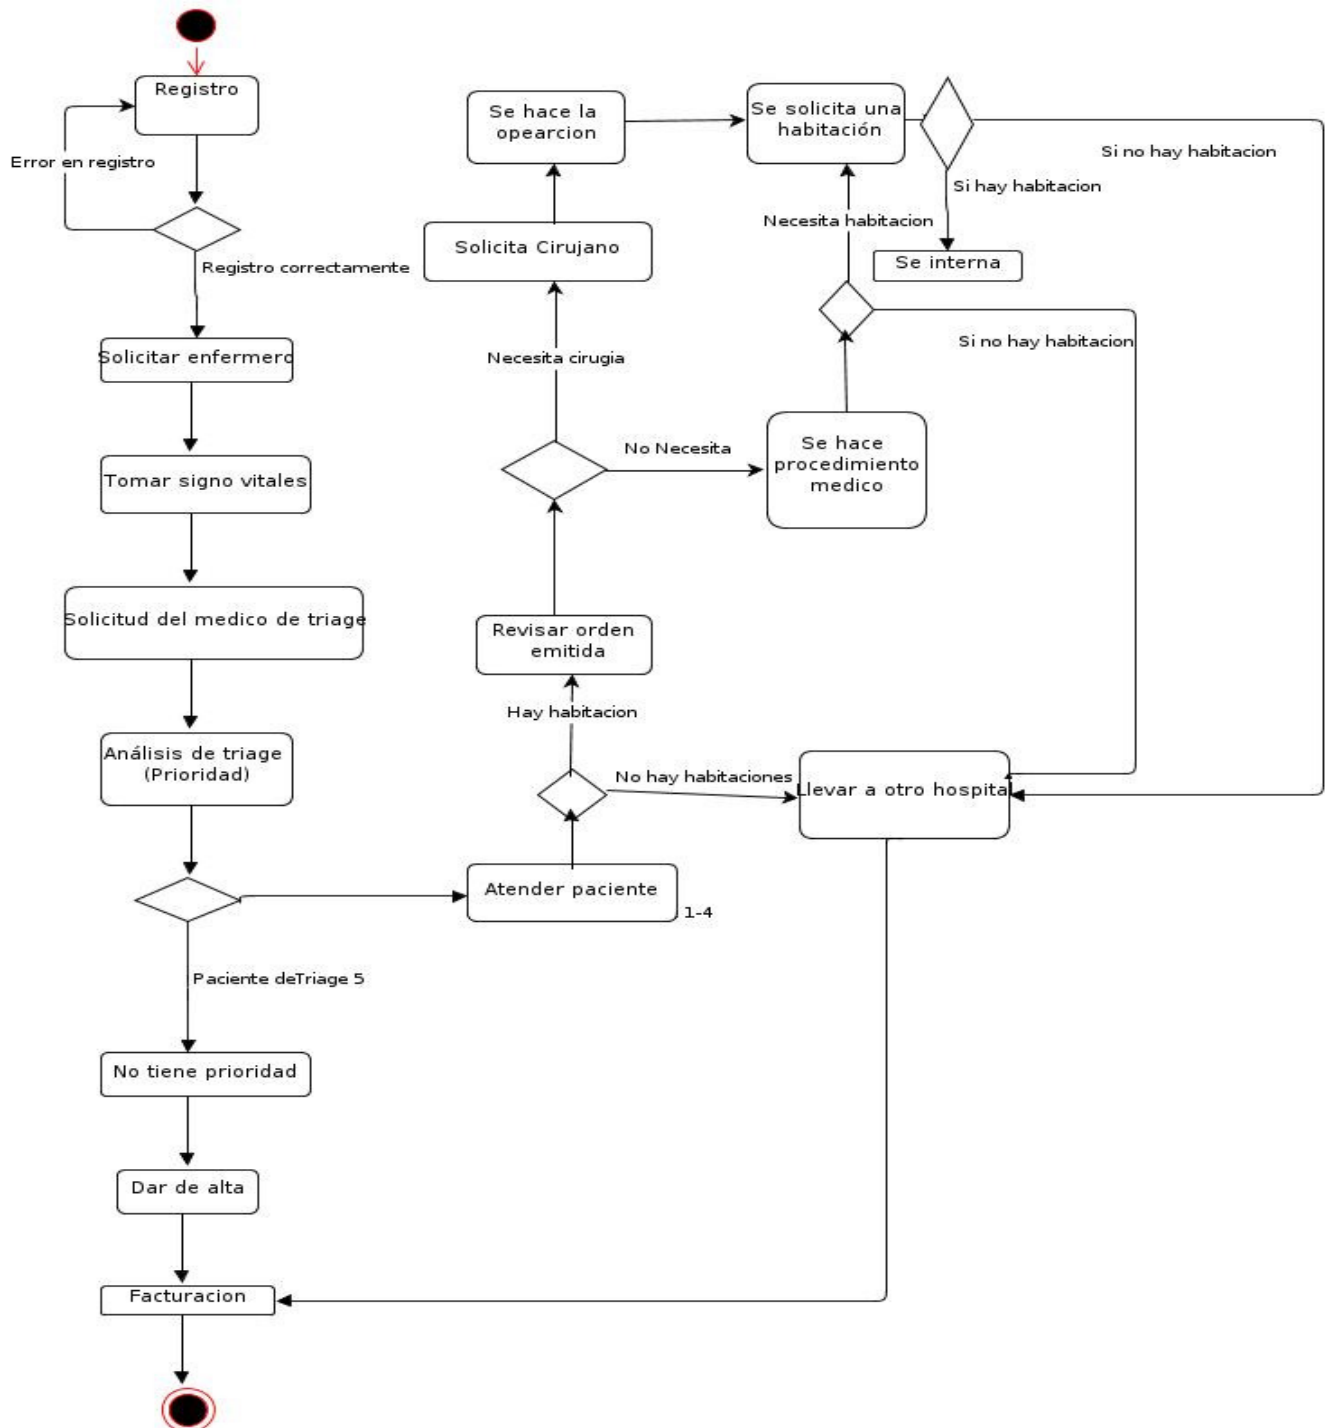 Registro
Error en registro
Registro correctamente
Solicitar enfermero
Tomar signo vitales
Solicitud del medico de triage
Análisis de triage
(Prioridad)
Paciente deTriage 5
No tiene prioridad
Dar de alta
Facturacion
Se hace la
opearcion
Solicita Cirujano
Necesita cirugia
No Necesita
Revisar orden
emitida
Hay habitacion
No hay habitaciones
Atender paciente
1-4
Se solicita una
habitación
Necesita habitacion
Si no hay habitacion
Si hay habitacion
Se interna
Si no hay habitacion
Se hace
procedimiento
medico
Llevar a otro hospital